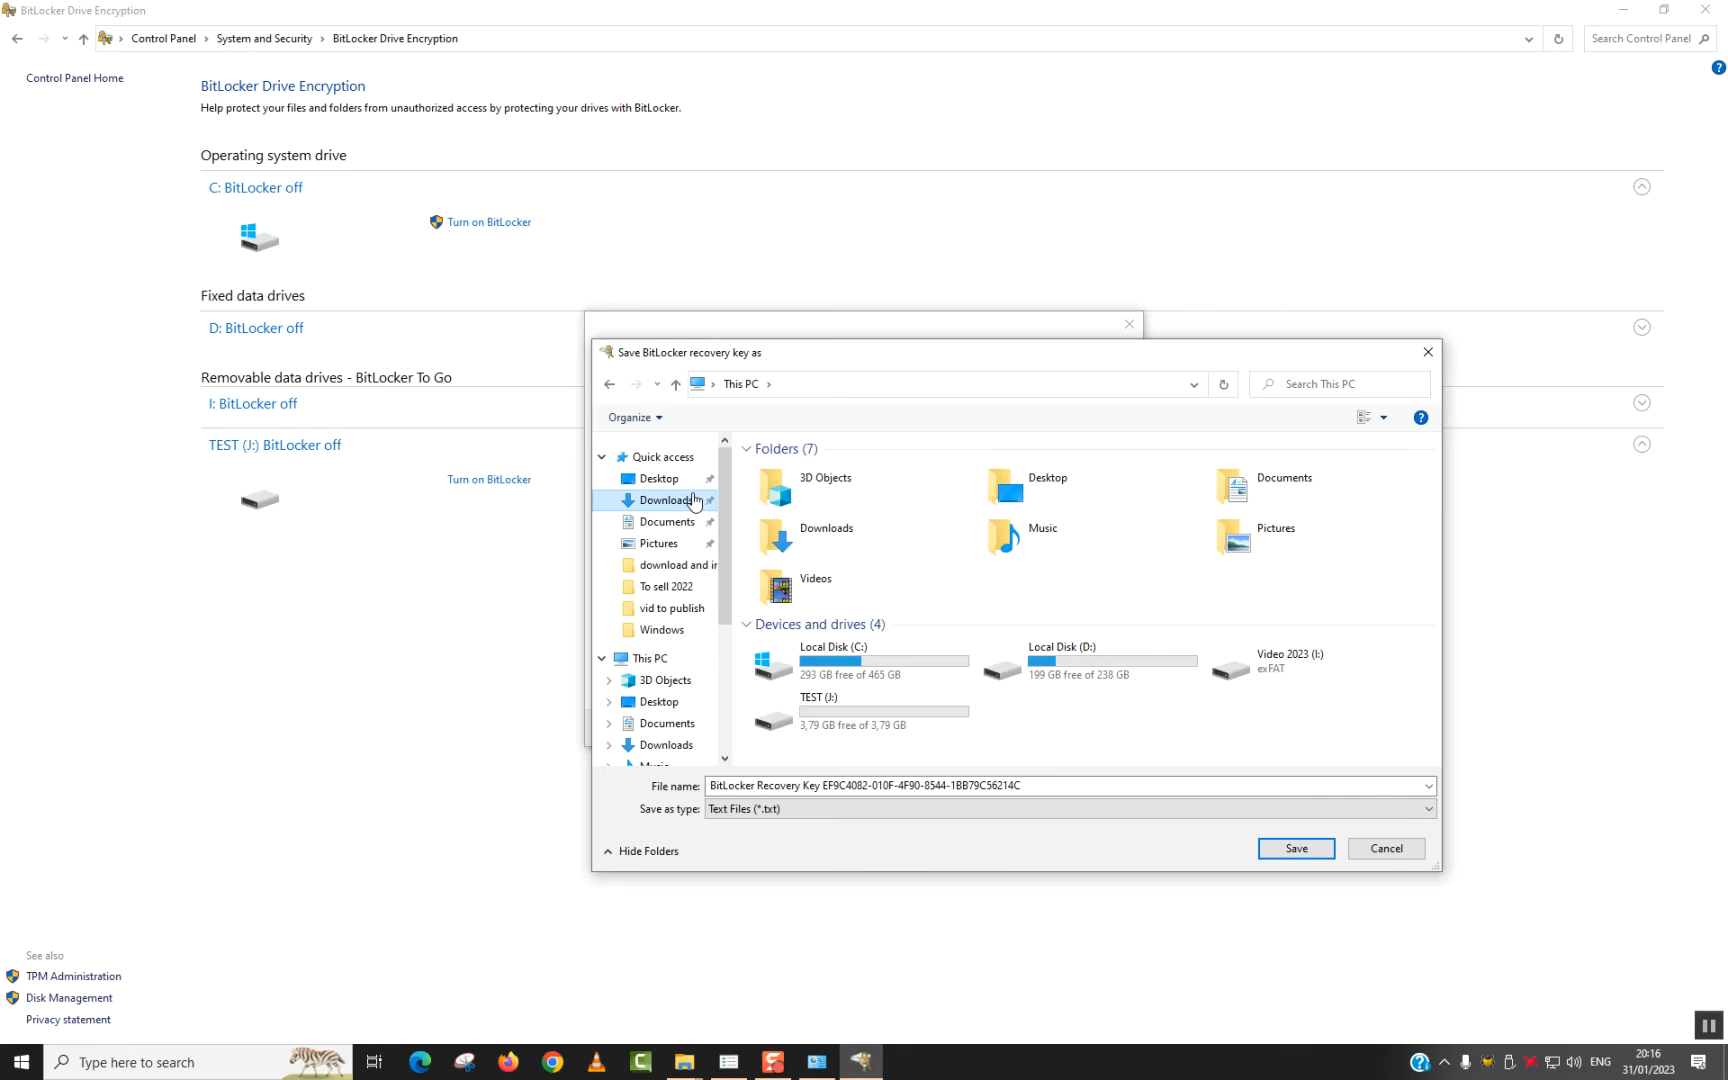 BitLocker Drive Encryption
Control Panel > System and Security > BitLocker Drive Encryption
Search Control Panel
Control Panel Home
BitLocker Drive Encryption
Help protect your files and folders from unauthorized access by protecting your drives with BitLocker.
Operating system drive
C: BitLocker off
Turn on BitLocker
Fixed data drives
D: BitLocker off
Removable data drives - BitLocker To Go
I: BitLocker off
TEST (J:) BitLocker off
Turn on BitLocker
Save BitLocker recovery key as
This PC >
Search This PC
Organize
Quick access
Desktop
Downloads
Documents
Pictures
download and ir
To sell 2022
vid to publish
Windows
This PC
3D Objects
Desktop
Documents
Downloads
Music
Folders (7)
3D Objects
Desktop
Documents
Downloads
Music
Pictures
Videos
Devices and drives (4)
Local Disk (C:)
293 GB free of 465 GB
Local Disk (D:)
199 GB free of 238 GB
Video 2023 (I:)
exFAT
TEST (J:)
3,79 GB free of 3,79 GB
File name: BitLocker Recovery Key EF9C4082-010F-4F90-8544-1BB79C56214C
Save as type: Text Files (*.txt)
Hide Folders
Save
Cancel
See also
TPM Administration
Disk Management
Privacy statement
Type here to search
ENG
20:16
31/01/2023